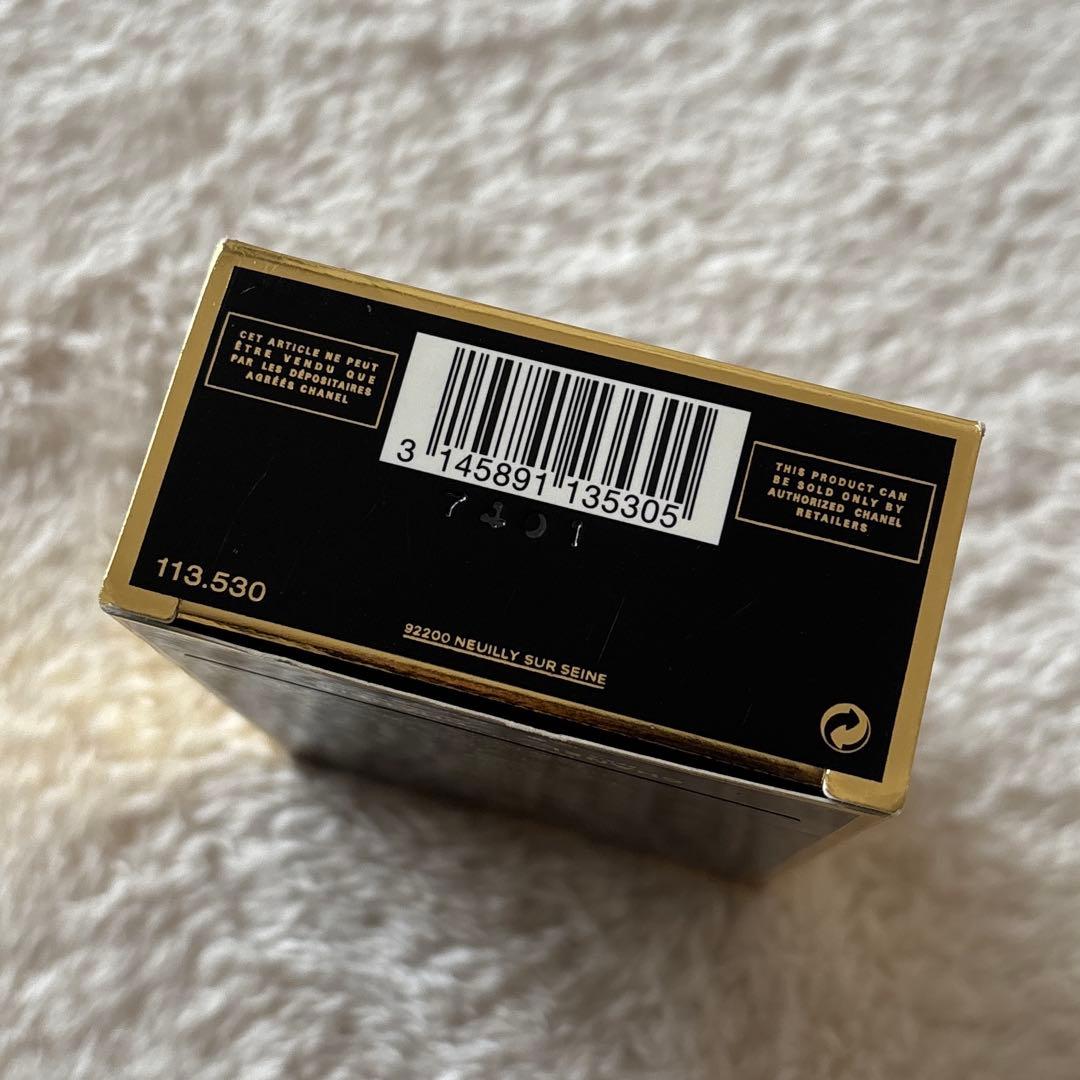 CET ARTICLE NE PEUT
ÊTRE VENDU QUE
PAR LES DÉPOSITAIRES
AGRÉÉS CHANEL
3 145891 135305
THIS PRODUCT CAN
BE SOLD ONLY BY
AUTHORIZED CHANEL
RETAILERS
113.530
92200 NEUILLY SUR SEINE